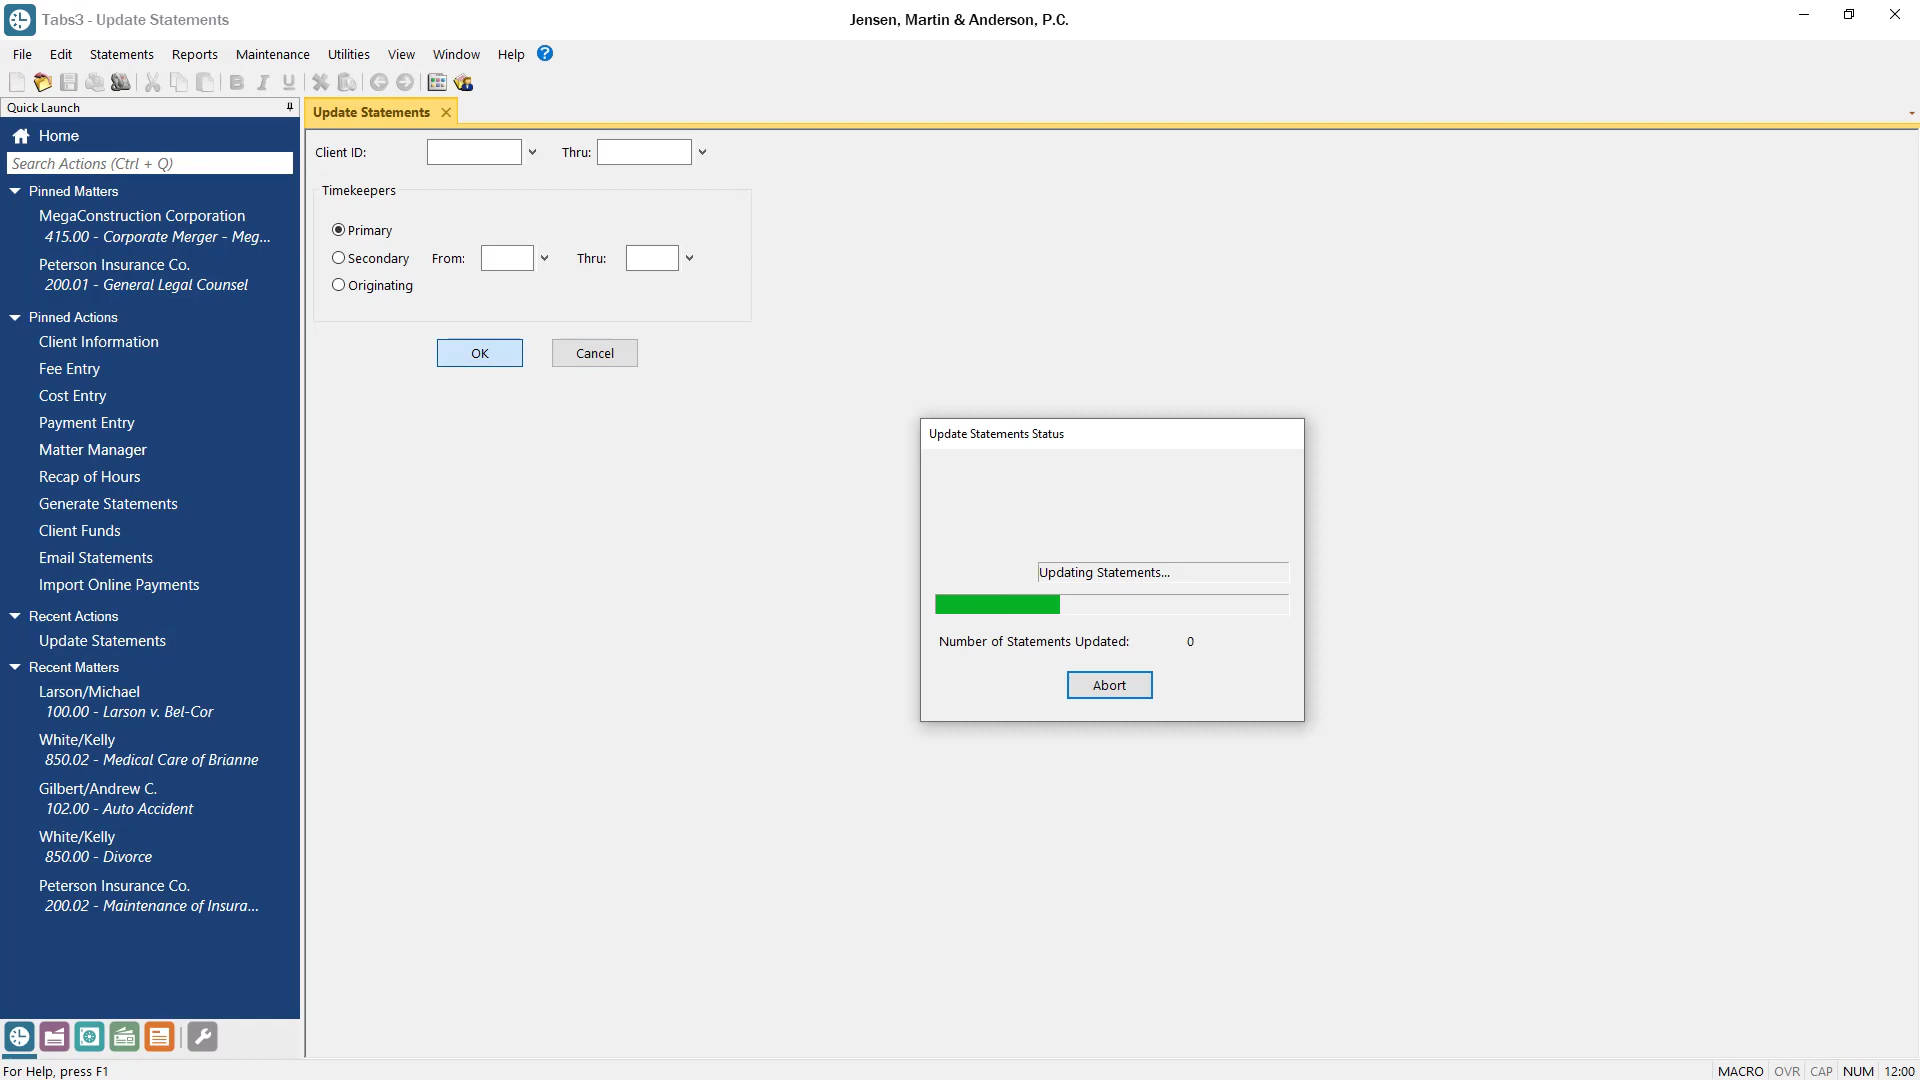 Tabs3 - Update Statements
Jensen, Martin & Anderson, P.C.
File Edit Statements Reports Maintenance Utilities View Window Help ?
B I U
Quick Launch
Update Statements
Home
Search Actions (Ctrl + Q)
Pinned Matters
MegaConstruction Corporation
415.00 - Corporate Merger - Meg...
Peterson Insurance Co.
200.01 - General Legal Counsel
Pinned Actions
Client Information
Fee Entry
Cost Entry
Payment Entry
Matter Manager
Recap of Hours
Generate Statements
Client Funds
Email Statements
Import Online Payments
Recent Actions
Update Statements
Recent Matters
Larson/Michael
100.00 - Larson v. Bel-Cor
White/Kelly
850.02 - Medical Care of Brianne
Gilbert/Andrew C.
102.00 - Auto Accident
White/Kelly
850.00 - Divorce
Peterson Insurance Co.
200.02 - Maintenance of Insura...
Client ID: Thru:
Timekeepers
Primary
Secondary From: Thru:
Originating
OK Cancel
Update Statements Status
Updating Statements...
Number of Statements Updated: 0
Abort
For Help, press F1
MACRO OVR CAP NUM 12:00